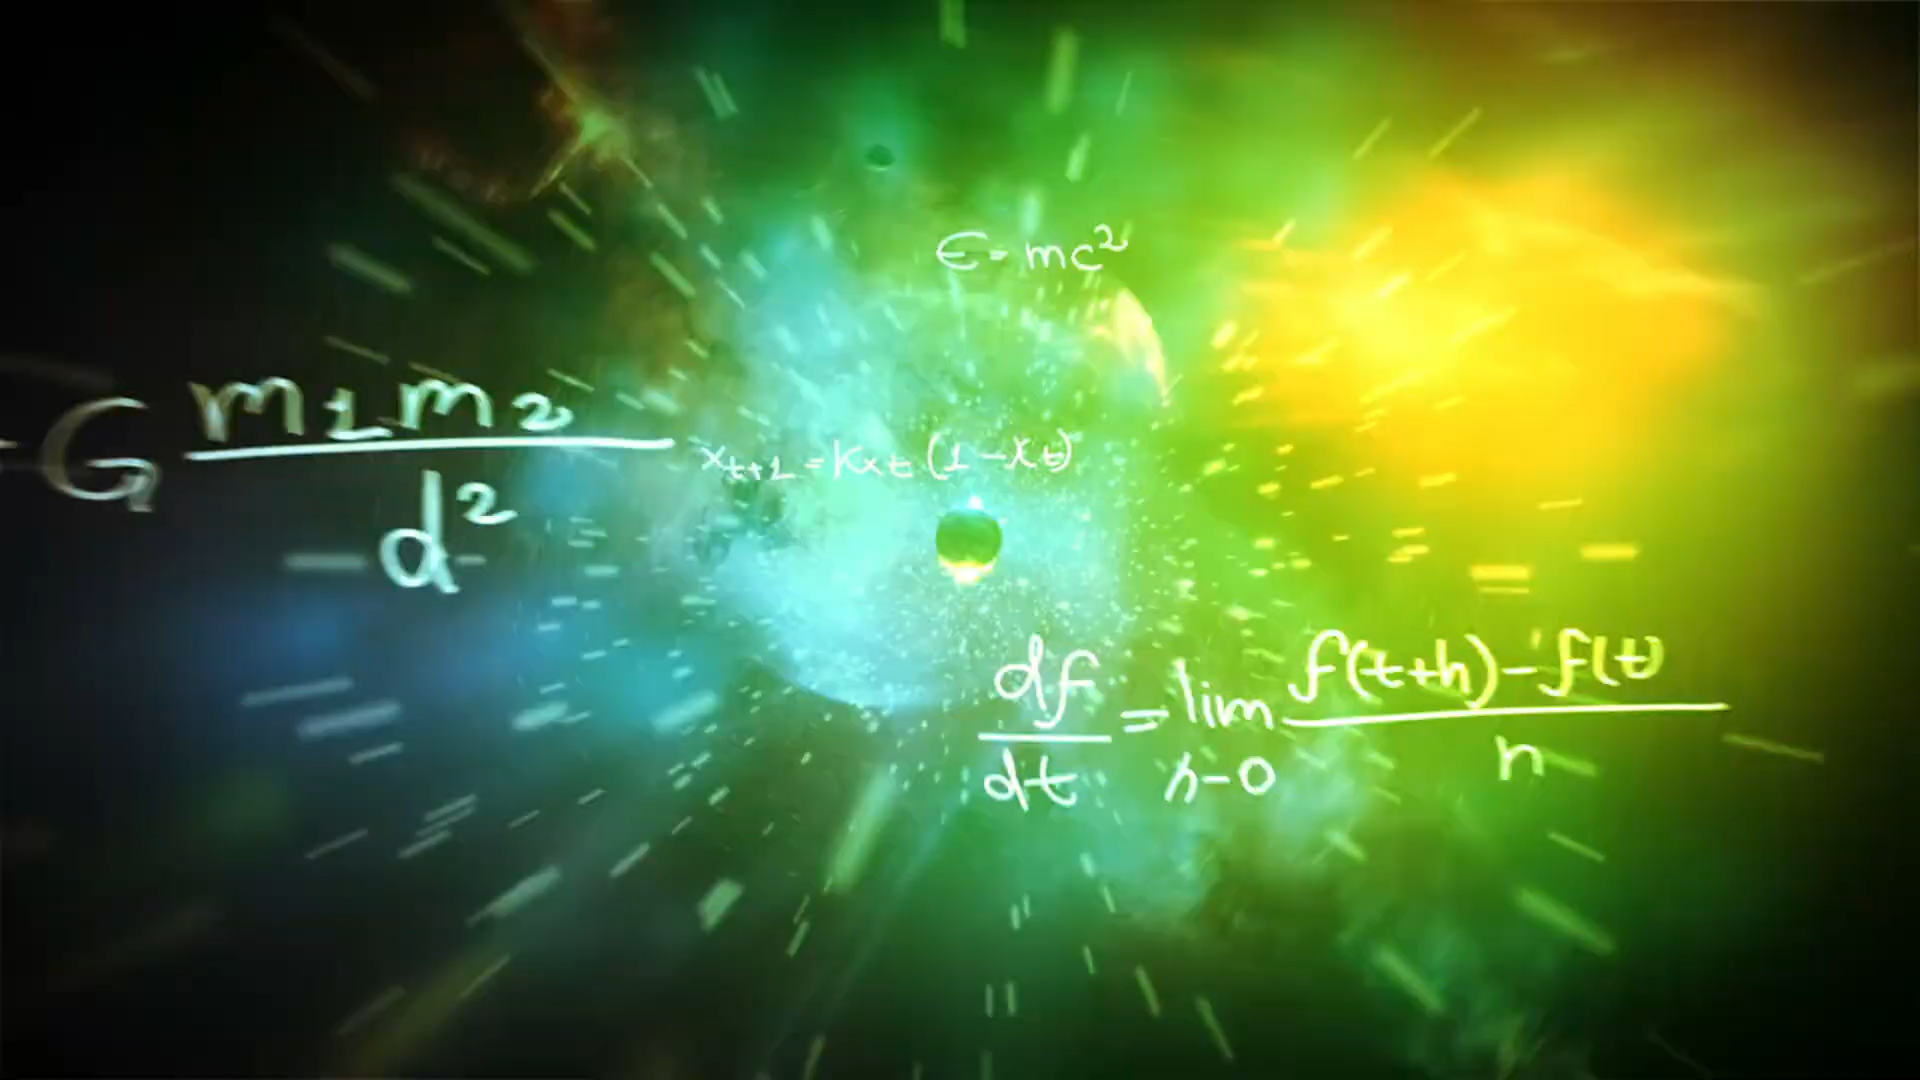 E=mc²
=G m1m2/d²
xt+1=Kxt(1-xt)
df/dt=lim h-0 f(t+h)-f(t)/h